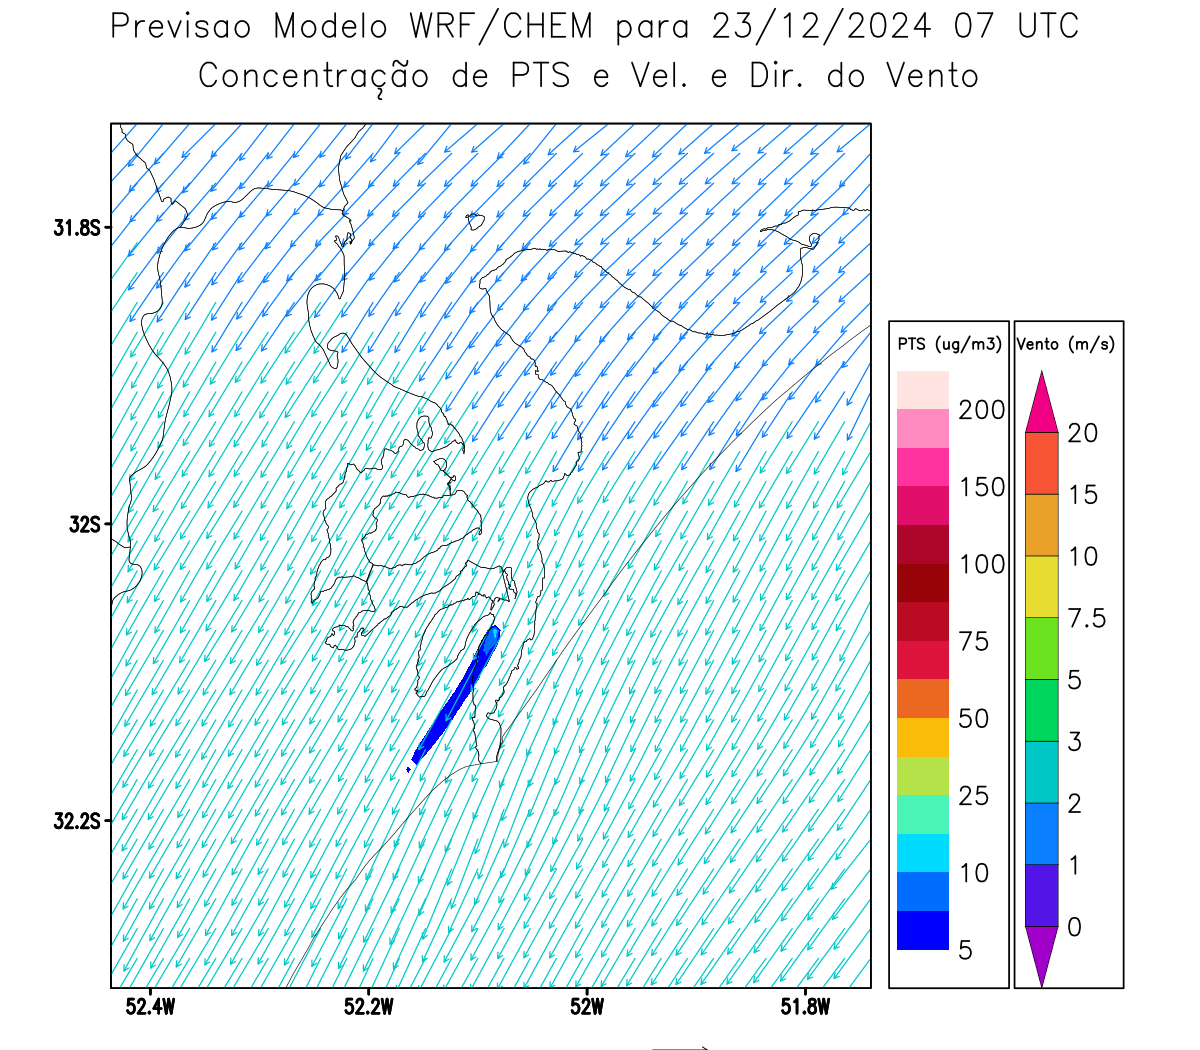 Previsao Modelo WRF/CHEM para 23/12/2024 07 UTC
Concentração de PTS e Vel. e Dir. do Vento
31.8S
32S
32.2S
52.4W 52.2W 52W 51.8W
PTS (ug/m3)
200
150
100
75
50
25
10
5
Vento (m/s)
20
15
10
7.5
5
3
2
1
0